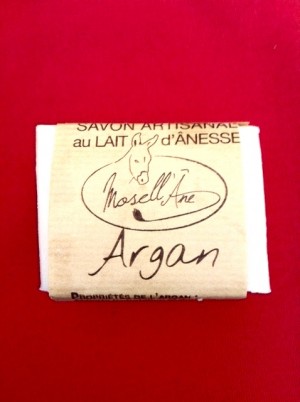 SAVON ARTISANAL
au LAIT d'ÂNESSE
Mosell'Âne
Argan
PROPRIÉTÉS DE L'ARGAN :